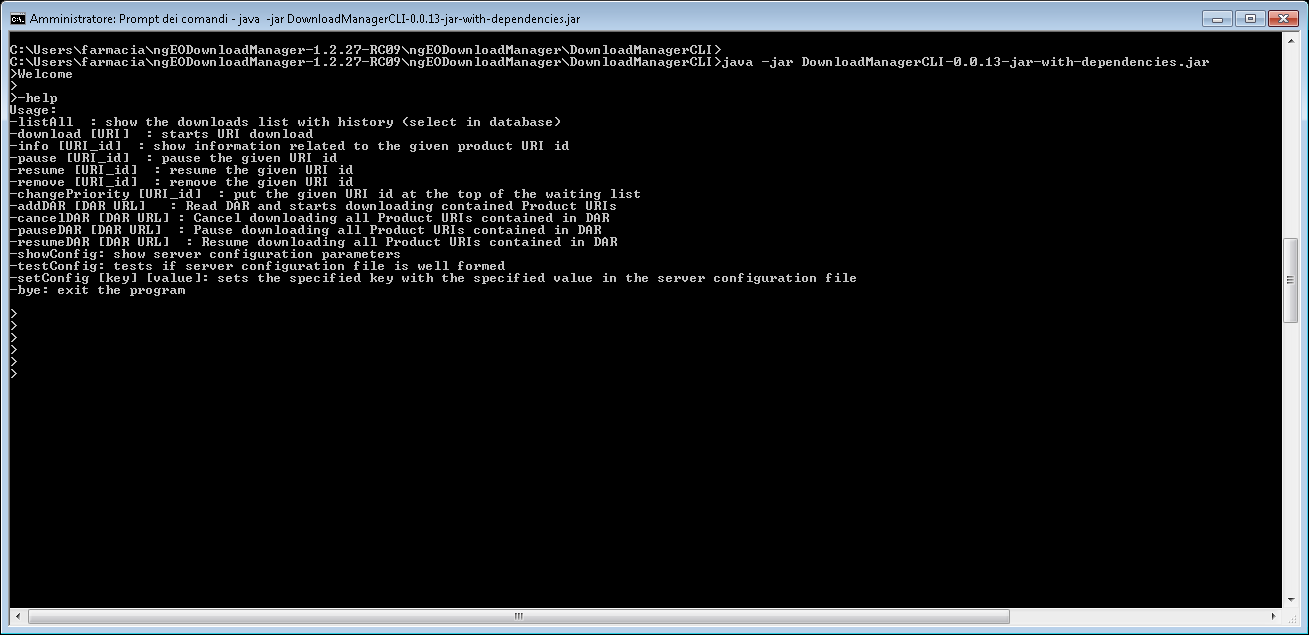 Amministratore: Prompt dei comandi - java  -jar DownloadManagerCLI-0.0.13-jar-with-dependencies.jar
C:\Users\farmacia\ngEODownloadManager-1.2.27-RC09\ngEODownloadManager\DownloadManagerCLI>
C:\Users\farmacia\ngEODownloadManager-1.2.27-RC09\ngEODownloadManager\DownloadManagerCLI>java -jar DownloadManagerCLI-0.0.13-jar-with-dependencies.jar
>Welcome
>
>-help
Usage:
-listAll  : show the downloads list with history (select in database)
-download [URI]  : starts URI download
-info [URI_id]  : show information related to the given product URI id
-pause [URI_id]  : pause the given URI id
-resume [URI_id]  : resume the given URI id
-remove [URI_id]  : remove the given URI id
-changePriority [URI_id]  : put the given URI id at the top of the waiting list
-addDAR [DAR URL]   : Read DAR and starts downloading contained Product URIs
-cancelDAR [DAR URL] : Cancel downloading all Product URIs contained in DAR
-pauseDAR [DAR URL]  : Pause downloading all Product URIs contained in DAR
-resumeDAR [DAR URL]  : Resume downloading all Product URIs contained in DAR
-showConfig: show server configuration parameters
-testConfig: tests if server configuration file is well formed
-setConfig [key] [value]: sets the specified key with the specified value in the server configuration file
-bye: exit the program
>
>
>
>
>
>